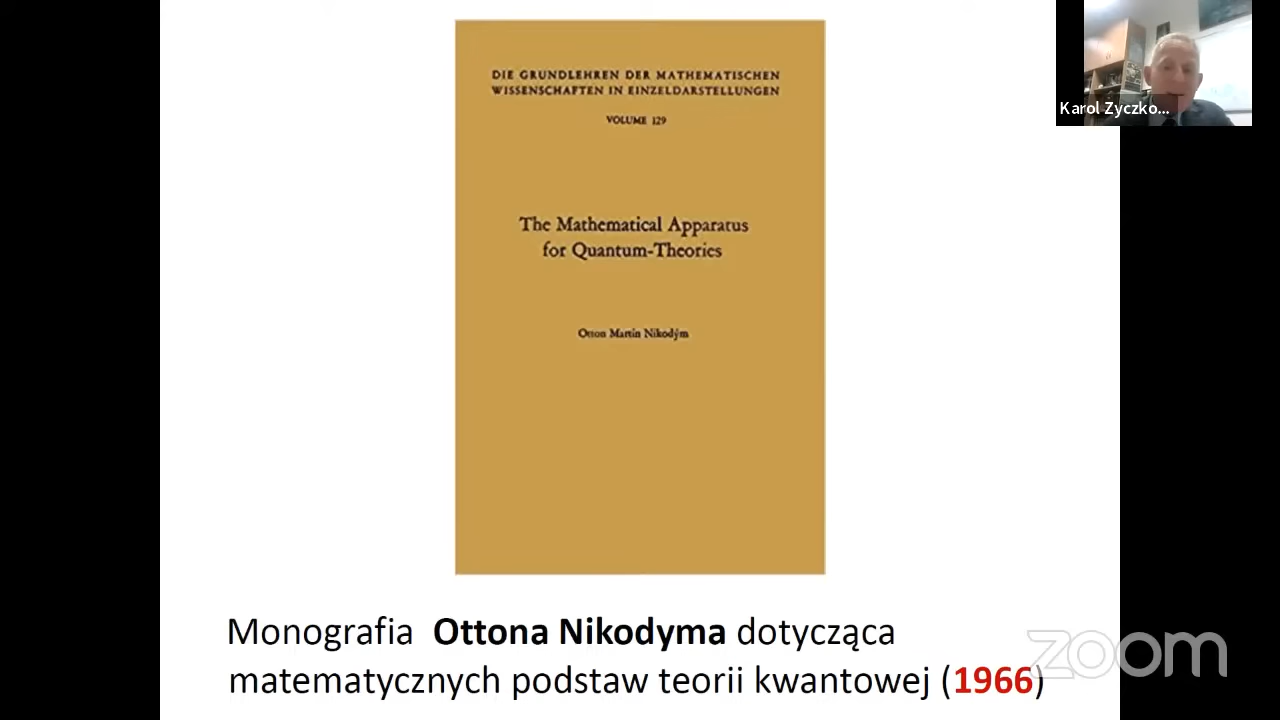 DIE GRUNDLEHREN DER MATHEMATISCHEN
WISSENSCHAFTEN IN EINZELDARSTELLUNGEN
VOLUME 129
The Mathematical Apparatus
for Quantum-Theories
Otton Martin Nikodým
Karol Zyczko...
Monografia Ottona Nikodyma dotycząca
matematycznych podstaw teorii kwantowej (1966)
zoom